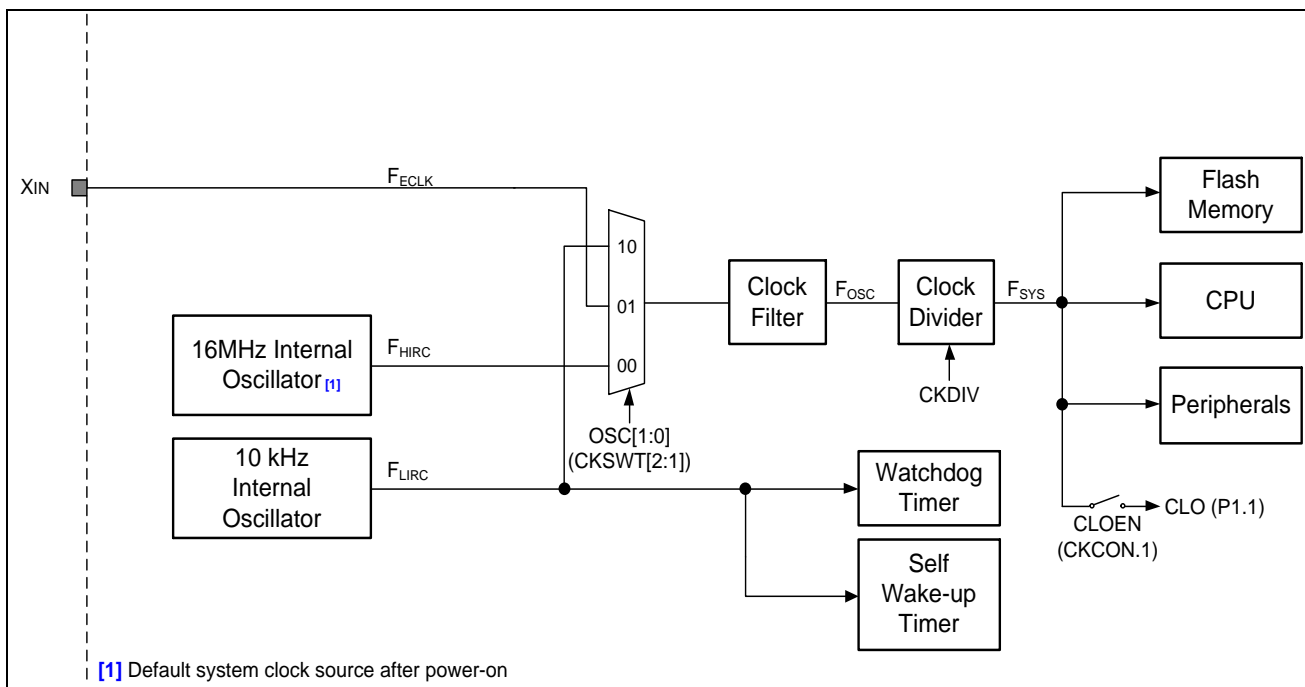 XIN
FECLK
16MHz Internal
Oscillator [1]
FHIRC
10 kHz
Internal
Oscillator
FLIRC
10
01
00
OSC[1:0]
(CKSWT[2:1])
Clock
Filter
FOSC
Clock
Divider
FSYS
CKDIV
Flash
Memory
CPU
Peripherals
CLO (P1.1)
CLOEN
(CKCON.1)
Watchdog
Timer
Self
Wake-up
Timer
[1] Default system clock source after power-on